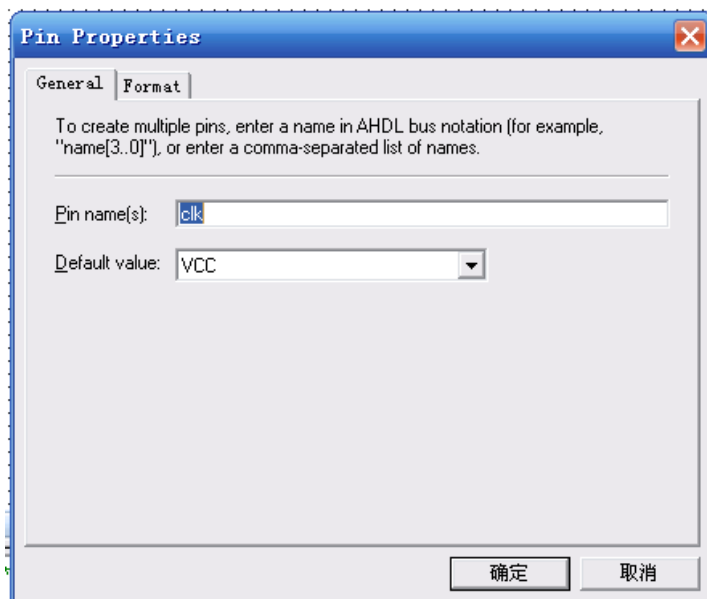 Pin Properties
General
Format
To create multiple pins, enter a name in AHDL bus notation (for example,
"name[3..0]"), or enter a comma-separated list of names.
Pin name(s):
clk
Default value:
VCC
确定
取消